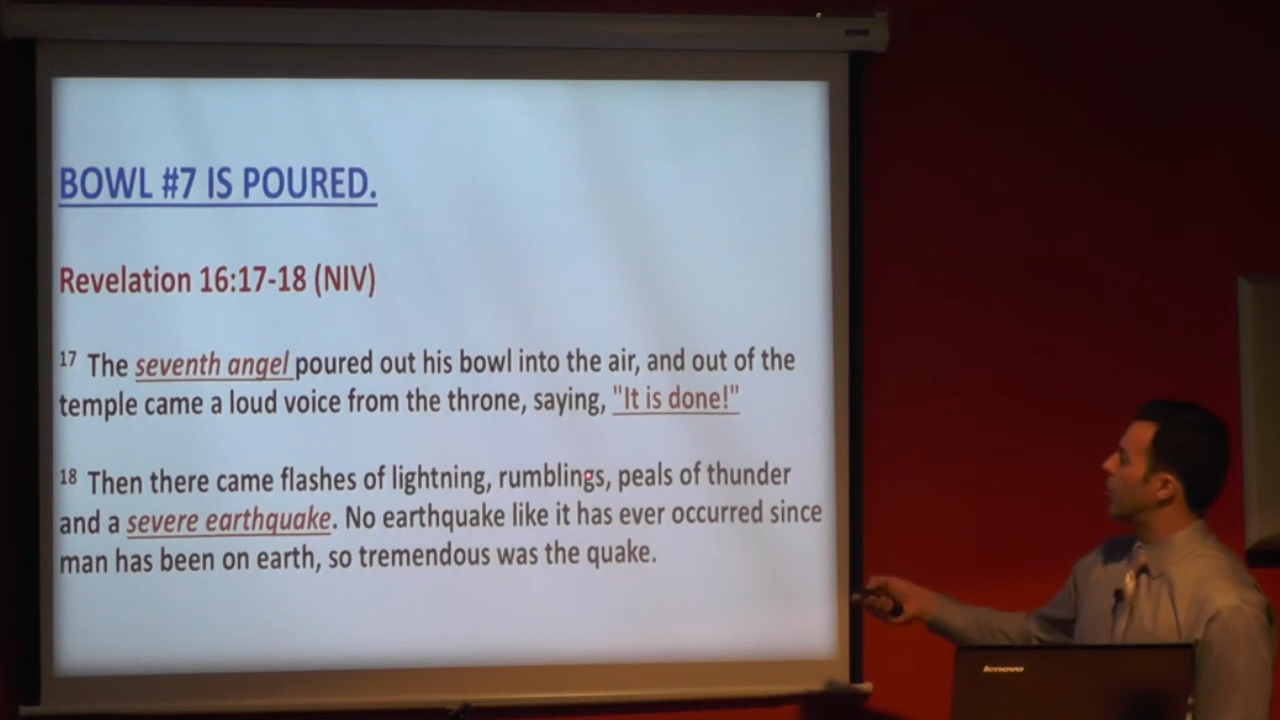 BOWL #7 IS POURED.
Revelation 16:17-18 (NIV)
17 The seventh angel poured out his bowl into the air, and out of the
temple came a loud voice from the throne, saying, "It is done!"
18 Then there came flashes of lightning, rumblings, peals of thunder
and a severe earthquake. No earthquake like it has ever occurred since
man has been on earth, so tremendous was the quake.
lenovo